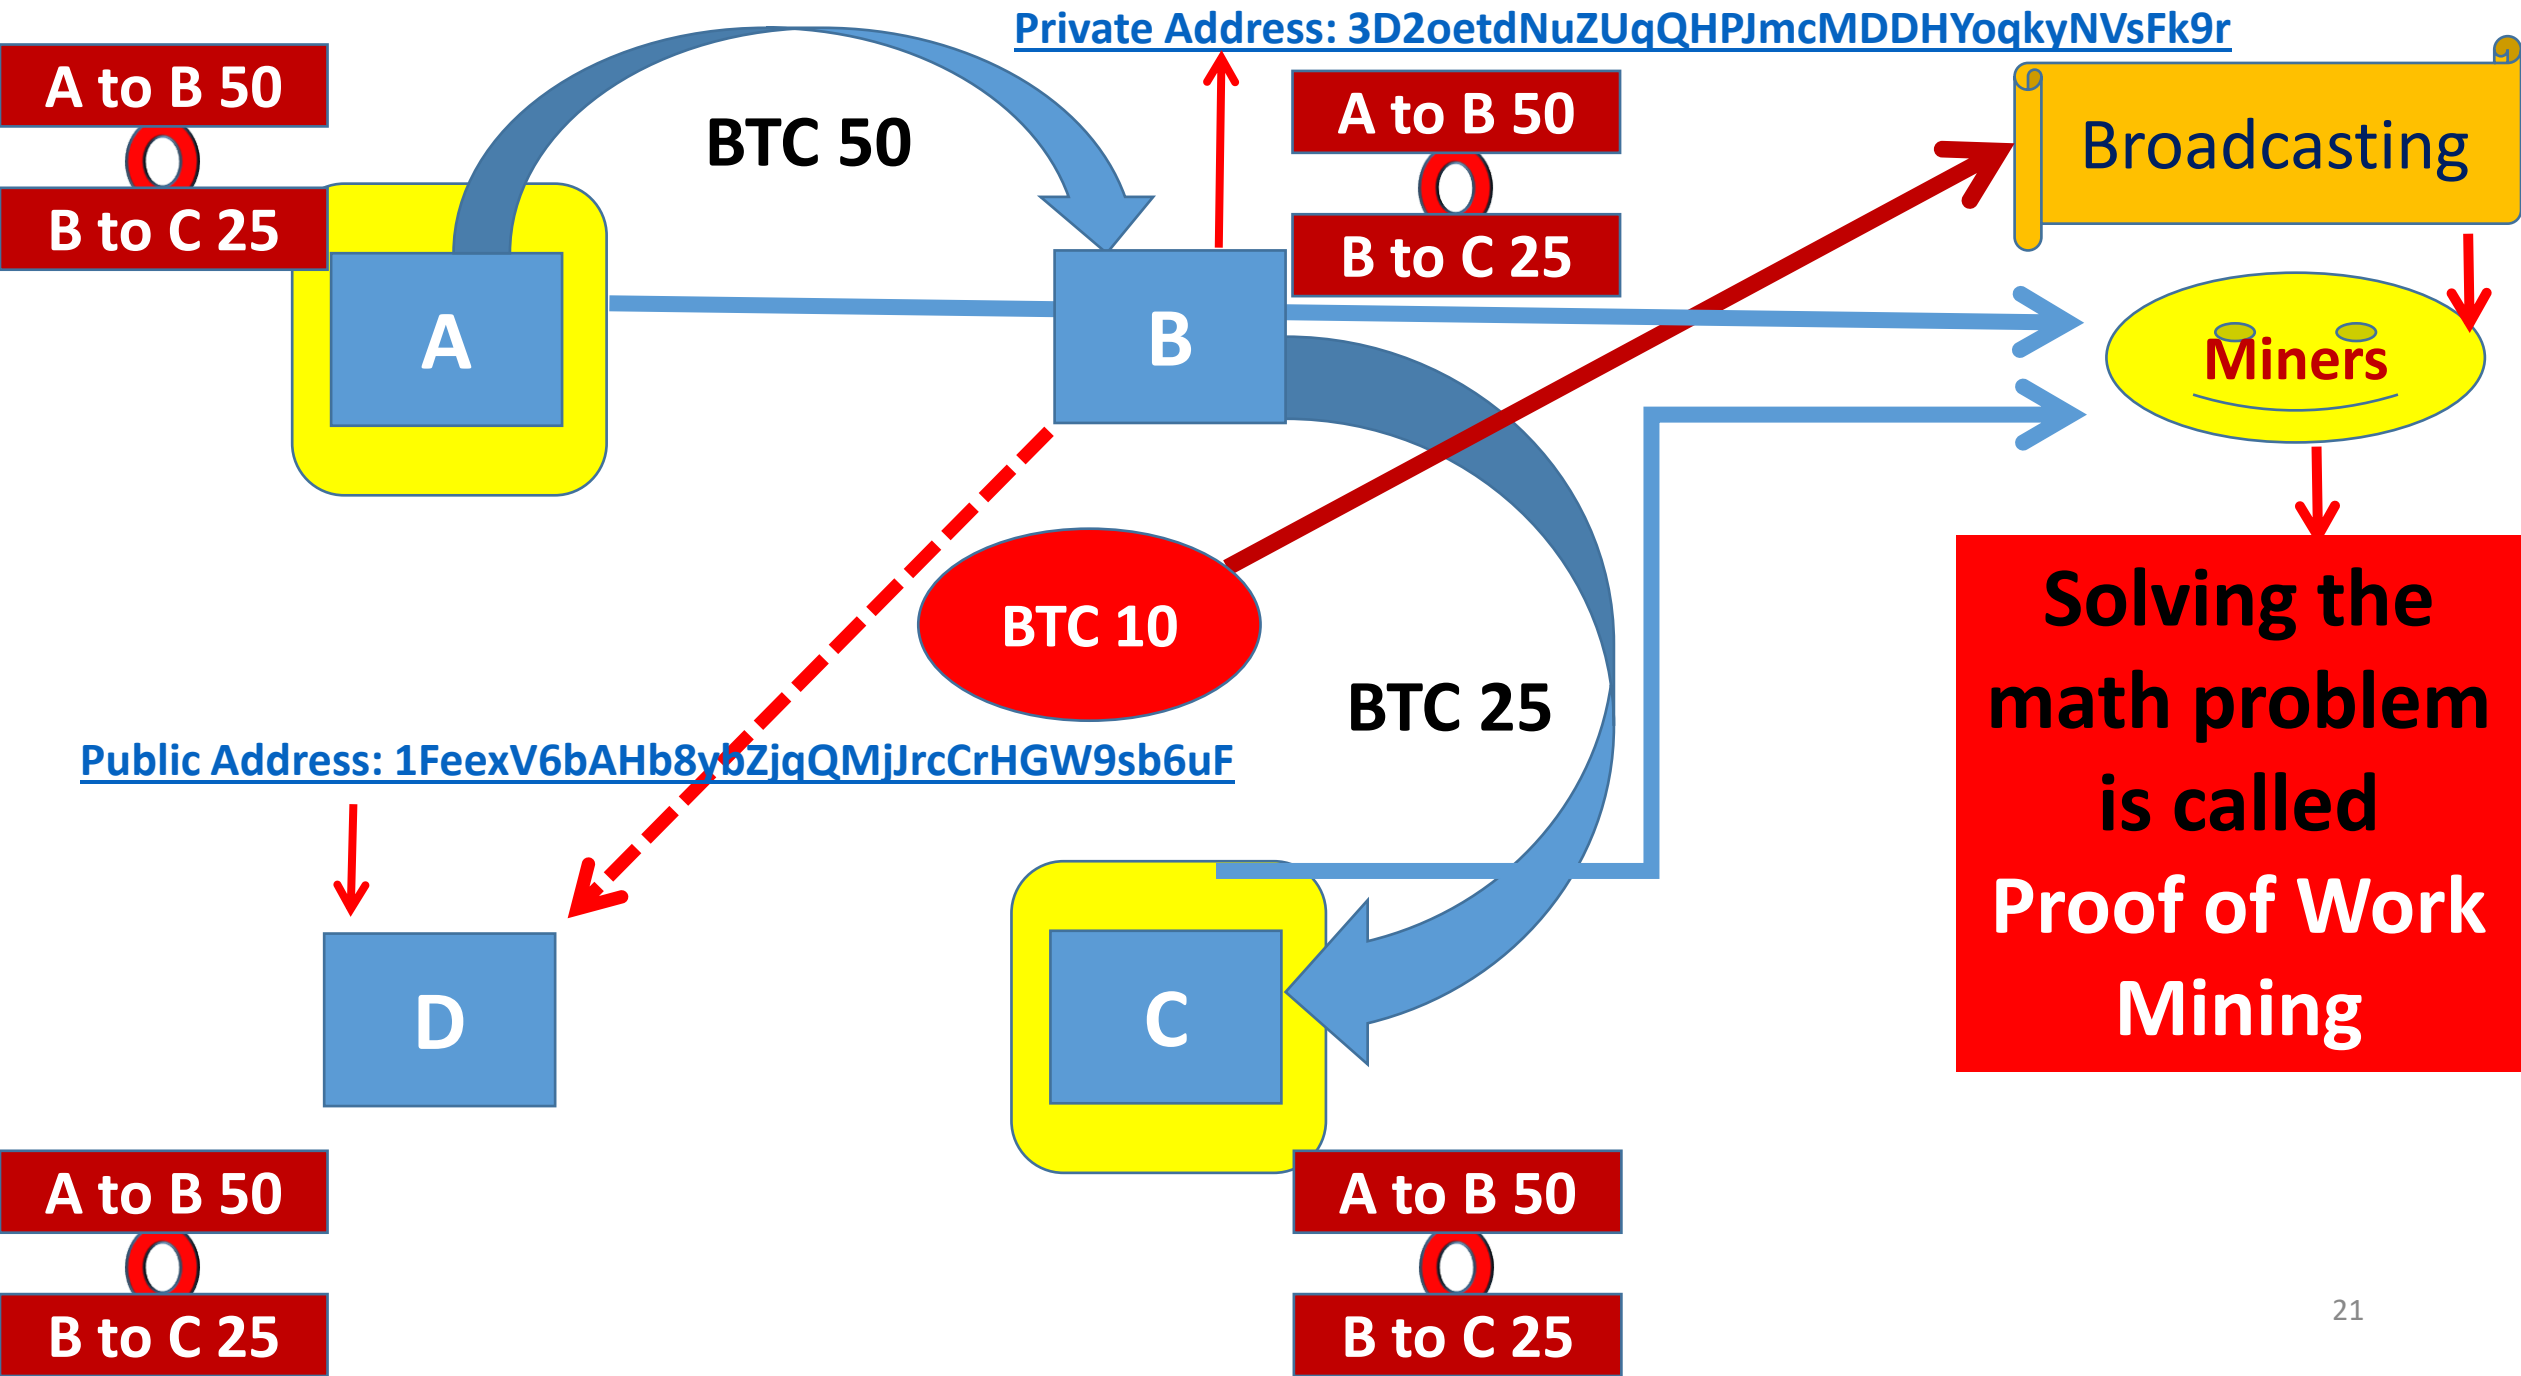 Private Address: 3D2oetdNuZUqQHPJmcMDDHYoqkyNVsFk9r
A to B 50
B to C 25
BTC 50
A to B 50
B to C 25
Broadcasting
A
B
Miners
BTC 10
BTC 25
Solving the
math problem
is called
Proof of Work
Mining
Public Address: 1FeexV6bAHb8ybZjqQMjJrcCrHGW9sb6uF
D
C
A to B 50
B to C 25
A to B 50
B to C 25
21